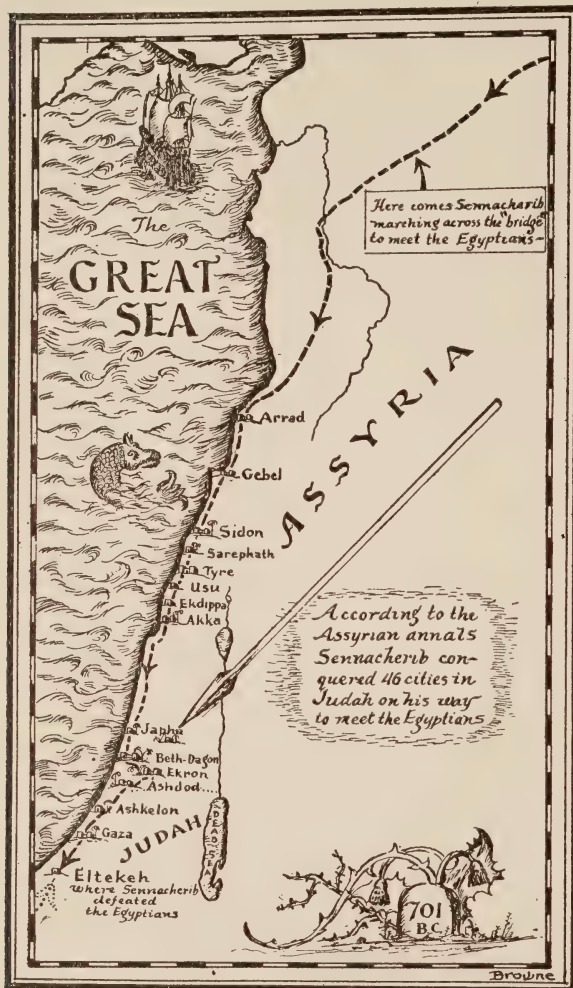 The
GREAT
SEA
Here comes Sennacherib
marching across the "bridge"
to meet the Egyptians-
Arrad
ASSYRIA
Gebel
Sidon
Sarephath
Tyre
Usu
Ekdippa
Akka
According to the
Assyrian annals
Sennacherib con-
quered 46 cities in
Judah on his way
to meet the Egyptians
Japha
Beth-Dagon
Ekron
Ashdod
Ashkelon
Gaza
JUDAH
DEAD SEA
Eltekeh
where Sennacherib
defeated
the Egyptians
701
B.C.
Browne